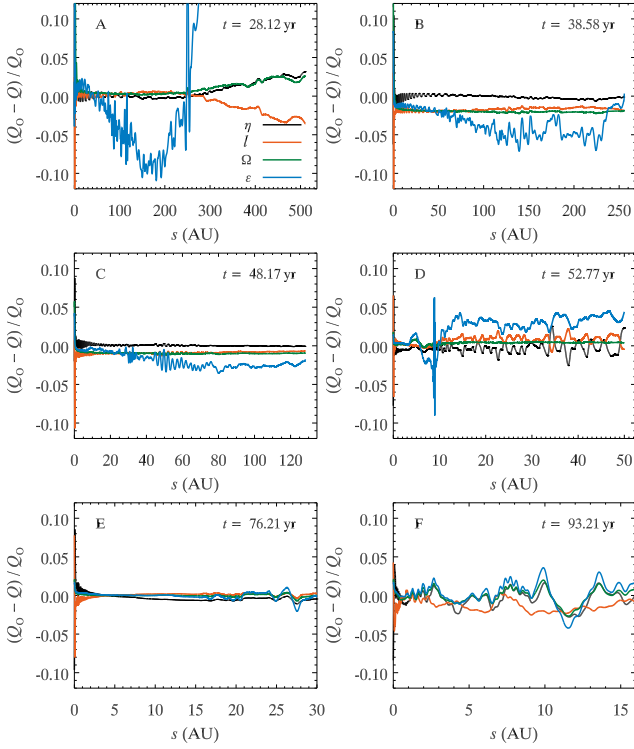 A t = 28.12 yr
(Q₀ − Q) / Q₀
0.10
0.05
0.00
-0.05
-0.10
η
l
Ω
ε
0 100 200 300 400 500
s (AU)
B t = 38.58 yr
(Q₀ − Q) / Q₀
0.10
0.05
0.00
-0.05
-0.10
0 50 100 150 200 250
s (AU)
C t = 48.17 yr
(Q₀ − Q) / Q₀
0.10
0.05
0.00
-0.05
-0.10
0 20 40 60 80 100 120
s (AU)
D t = 52.77 yr
(Q₀ − Q) / Q₀
0.10
0.05
0.00
-0.05
-0.10
0 10 20 30 40 50
s (AU)
E t = 76.21 yr
(Q₀ − Q) / Q₀
0.10
0.05
0.00
-0.05
-0.10
0 5 10 15 20 25 30
s (AU)
F t = 93.21 yr
(Q₀ − Q) / Q₀
0.10
0.05
0.00
-0.05
-0.10
0 5 10 15
s (AU)